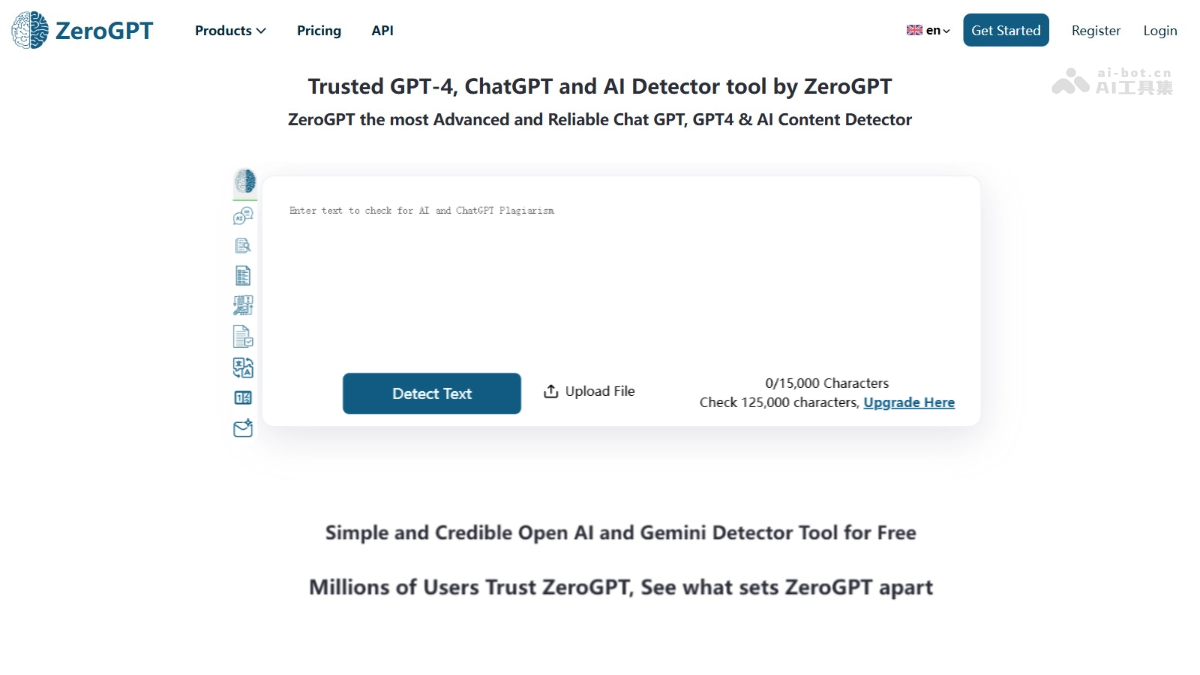 ZeroGPT
Products
Pricing
API
en
Get Started
Register
Login
ai-bot.cn
AI工具集
Trusted GPT-4, ChatGPT and AI Detector tool by ZeroGPT
ZeroGPT the most Advanced and Reliable Chat GPT, GPT4 & AI Content Detector
Enter text to check for AI and ChatGPT Plagiarism
Detect Text
Upload File
0/15,000 Characters
Check 125,000 characters, Upgrade Here
Simple and Credible Open AI and Gemini Detector Tool for Free
Millions of Users Trust ZeroGPT, See what sets ZeroGPT apart